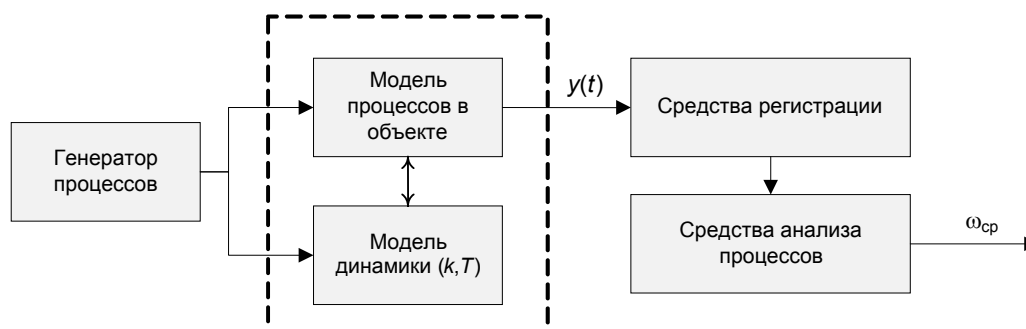 Генератор
процессов
Модель
процессов в
объекте
Модель
динамики (k,T)
y(t)
Средства регистрации
Средства анализа
процессов
ωср